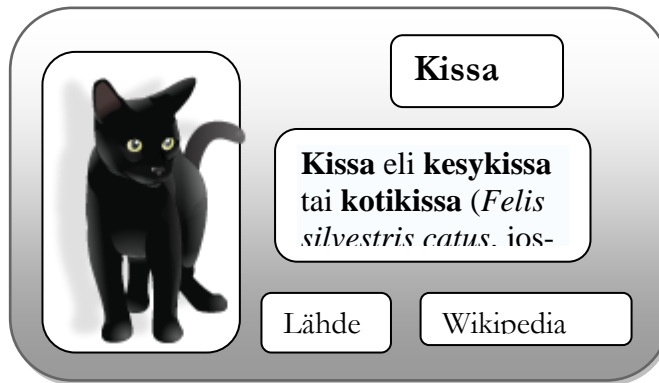 Kissa
Kissa eli kesykissa
tai kotikissa (Felis
silvestris catus, jos-
Lähde
Wikipedia